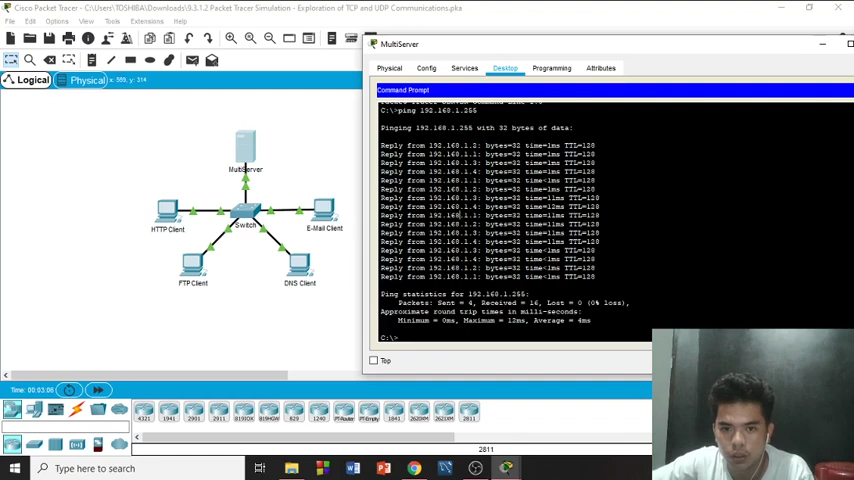 Cisco Packet Tracer - C:\Users\TOSHIBA\Downloads\9.3.1.2 Packet Tracer Simulation - Exploration of TCP and UDP Communications.pka
File Edit Options View Tools Extensions Help
Logical
Physical
x: 569, y: 314
MultiServer
HTTP Client
Switch
E-Mail Client
FTP Client
DNS Client
MultiServer
Physical Config Services Desktop Programming Attributes
Command Prompt
C:\>ping 192.168.1.255
Pinging 192.168.1.255 with 32 bytes of data:
Reply from 192.168.1.2: bytes=32 time=1ms TTL=128
Reply from 192.168.1.1: bytes=32 time=1ms TTL=128
Reply from 192.168.1.3: bytes=32 time=1ms TTL=128
Reply from 192.168.1.4: bytes=32 time=1ms TTL=128
Reply from 192.168.1.1: bytes=32 time<1ms TTL=128
Reply from 192.168.1.2: bytes=32 time=1ms TTL=128
Reply from 192.168.1.3: bytes=32 time=11ms TTL=128
Reply from 192.168.1.4: bytes=32 time=12ms TTL=128
Reply from 192.168.1.1: bytes=32 time=11ms TTL=128
Reply from 192.168.1.2: bytes=32 time=11ms TTL=128
Reply from 192.168.1.3: bytes=32 time=11ms TTL=128
Reply from 192.168.1.4: bytes=32 time=11ms TTL=128
Reply from 192.168.1.3: bytes=32 time<1ms TTL=128
Reply from 192.168.1.4: bytes=32 time<1ms TTL=128
Reply from 192.168.1.2: bytes=32 time<1ms TTL=128
Reply from 192.168.1.1: bytes=32 time<1ms TTL=128
Ping statistics for 192.168.1.255:
Packets: Sent = 4, Received = 16, Lost = 0 (0% loss),
Approximate round trip times in milli-seconds:
Minimum = 0ms, Maximum = 12ms, Average = 4ms
C:\>
Top
Time: 00:03:06
4321 1941 2901 2911 819IOX 819HGW 829 1240 PT-Router PT-Empty 1841 2620XM 2621XM 2811
2811
Type here to search